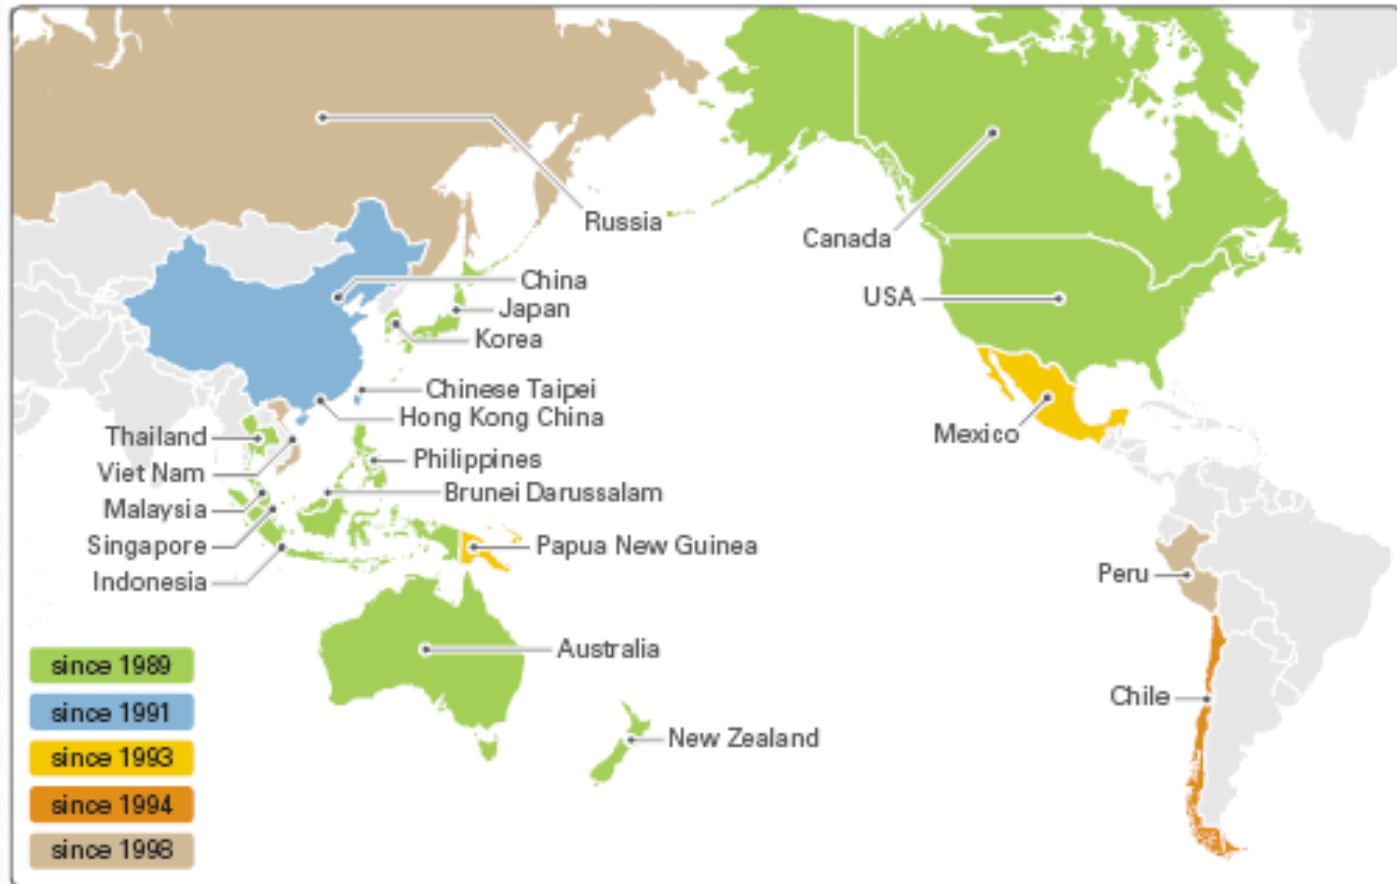 Russia
Canada
China
USA
Japan
Korea
Chinese Taipei
Hong Kong China
Thailand
Mexico
Philippines
Viet Nam
Brunei Darussalam
Malaysia
Singapore
Papua New Guinea
Indonesia
Peru
Australia
since 1989
Chile
since 1991
New Zealand
since 1993
since 1994
since 1998